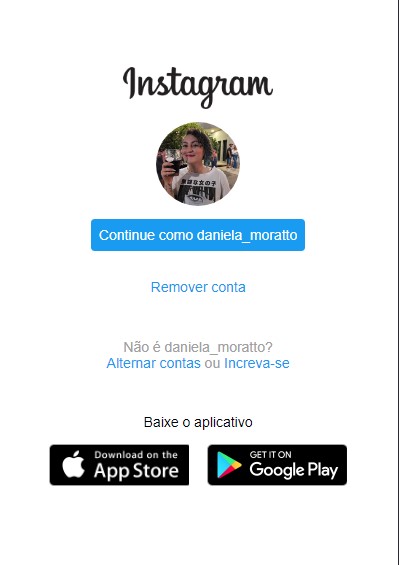 Instagram
Continue como daniela_moratto
Remover conta
Não é daniela_moratto?
Alternar contas ou Increva-se
Baixe o aplicativo
Download on the
App Store
GET IT ON
Google Play